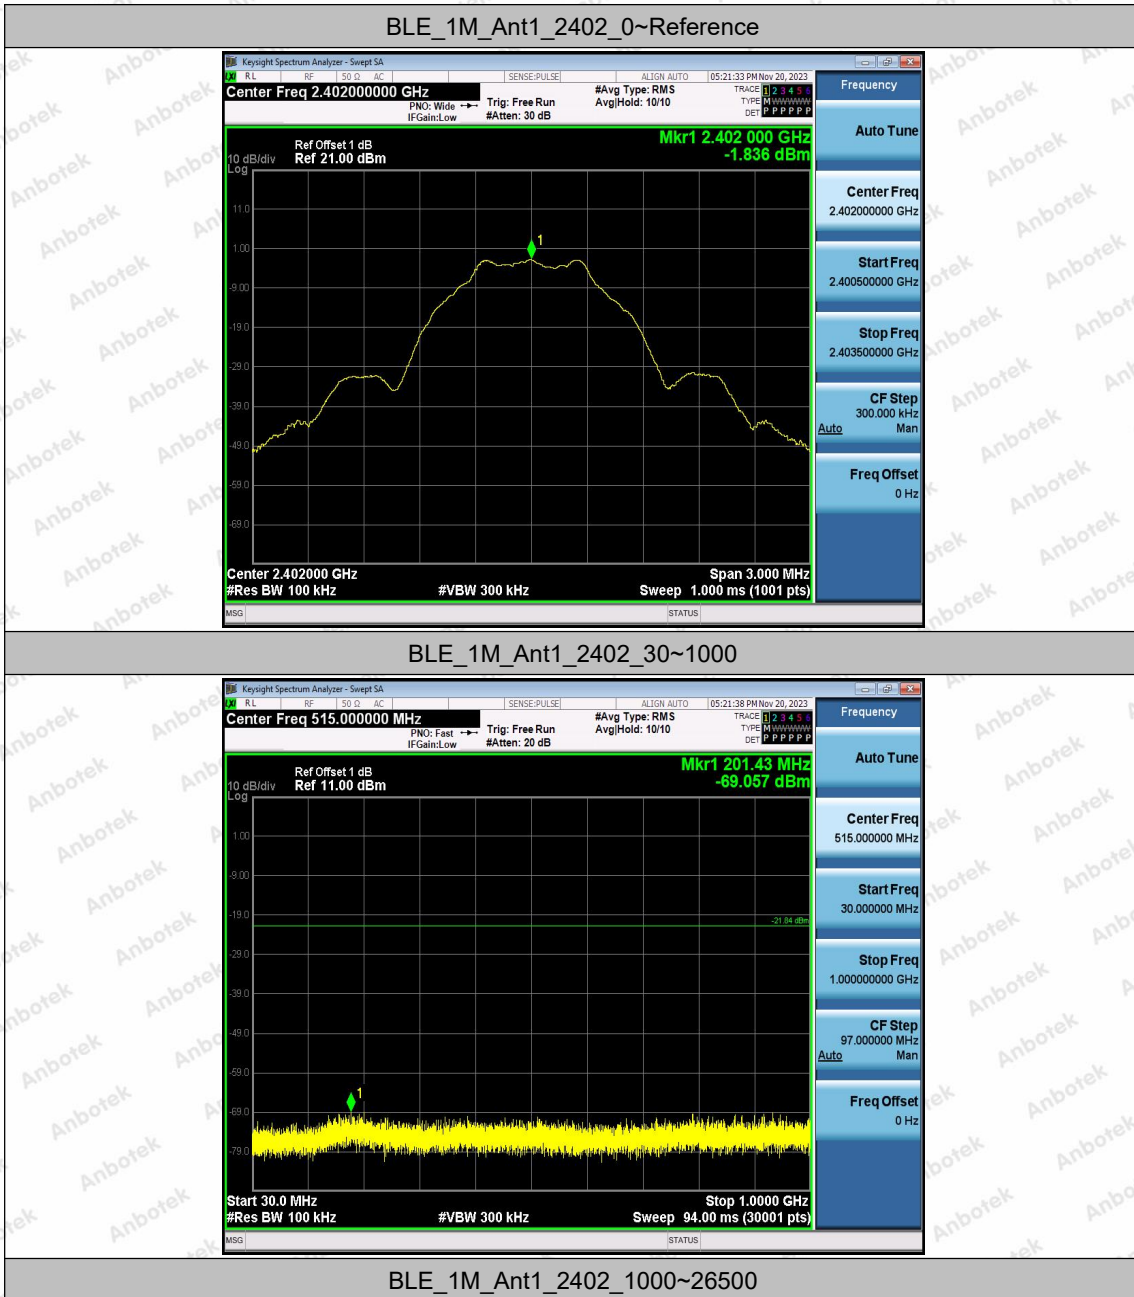 BLE_1M_Ant1_2402_0~Reference
Keysight Spectrum Analyzer - Swept SA
LXI RL RF 50 Ω AC SENSE:PULSE ALIGN AUTO 05:21:33 PM Nov 20, 2023
Center Freq 2.402000000 GHz
PNO: Wide
IFGain:Low
Trig: Free Run
#Atten: 30 dB
#Avg Type: RMS
Avg|Hold: 10/10
TRACE 1 2 3 4 5 6
TYPE M W W W W W
DET P P P P P P
Ref Offset 1 dB
10 dB/div Ref 21.00 dBm
Log
Mkr1 2.402 000 GHz
-1.836 dBm
11.0
1.00
-9.00
-19.0
-29.0
-39.0
-49.0
-59.0
-69.0
1
Center 2.402000 GHz Span 3.000 MHz
#Res BW 100 kHz #VBW 300 kHz Sweep 1.000 ms (1001 pts)
MSG STATUS
Frequency
Auto Tune
Center Freq
2.402000000 GHz
Start Freq
2.400500000 GHz
Stop Freq
2.403500000 GHz
CF Step
300.000 kHz
Auto Man
Freq Offset
0 Hz
BLE_1M_Ant1_2402_30~1000
Keysight Spectrum Analyzer - Swept SA
LXI RL RF 50 Ω AC SENSE:PULSE ALIGN AUTO 05:21:38 PM Nov 20, 2023
Center Freq 515.000000 MHz
PNO: Fast
IFGain:Low
Trig: Free Run
#Atten: 20 dB
#Avg Type: RMS
Avg|Hold: 10/10
TRACE 1 2 3 4 5 6
TYPE M W W W W W
DET P P P P P P
Ref Offset 1 dB
10 dB/div Ref 11.00 dBm
Log
Mkr1 201.43 MHz
-69.057 dBm
1.00
-9.00
-19.0
-29.0
-39.0
-49.0
-59.0
-69.0
-79.0
-21.84 dBm
1
Start 30.0 MHz Stop 1.0000 GHz
#Res BW 100 kHz #VBW 300 kHz Sweep 94.00 ms (30001 pts)
MSG STATUS
Frequency
Auto Tune
Center Freq
515.000000 MHz
Start Freq
30.000000 MHz
Stop Freq
1.000000000 GHz
CF Step
97.000000 MHz
Auto Man
Freq Offset
0 Hz
BLE_1M_Ant1_2402_1000~26500